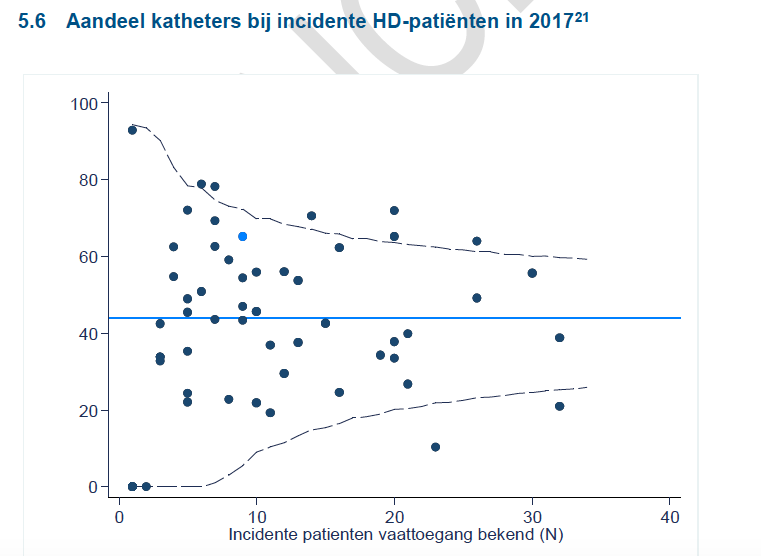 5.6 Aandeel katheters bij incidente HD-patiënten in 2017²¹
100
80
60
40
20
0
0 10 20 30 40
Incidente patienten vaattoegang bekend (N)